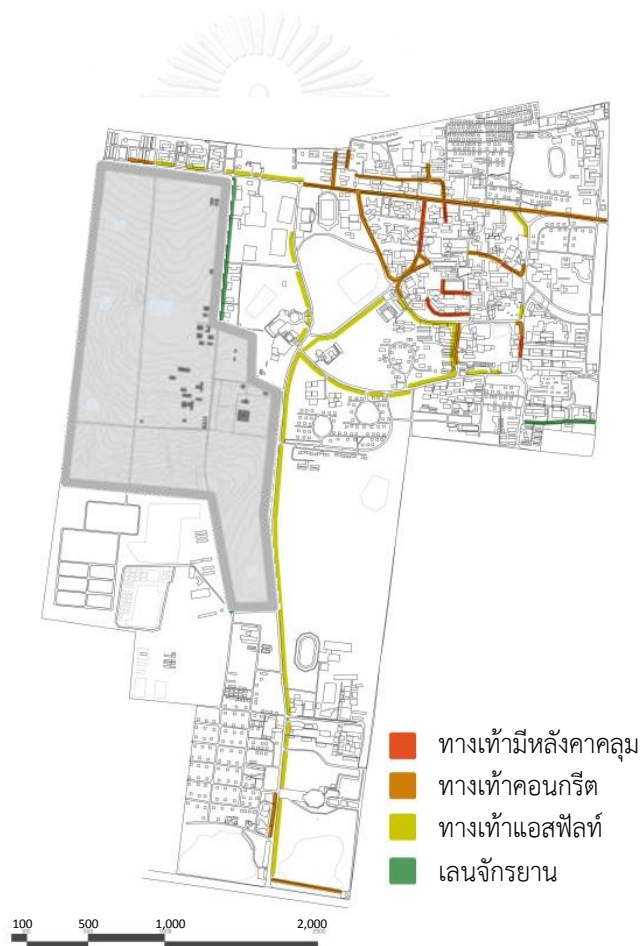 ทางเท้ามีหลังคาคลุม
ทางเท้าคอนกรีต
ทางเท้าแอสฟัลท์
เลนจักรยาน
100 500 1,000 2,000